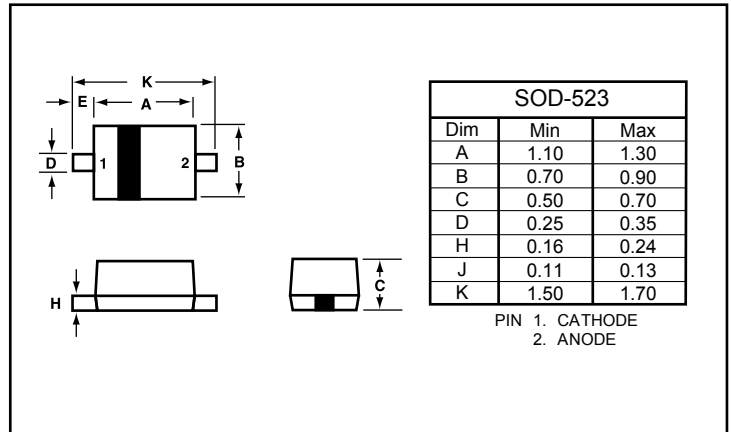 K
E
A
D
1
2
B
H
C
SOD-523
Dim Min Max
A 1.10 1.30
B 0.70 0.90
C 0.50 0.70
D 0.25 0.35
H 0.16 0.24
J 0.11 0.13
K 1.50 1.70
PIN 1. CATHODE
2. ANODE